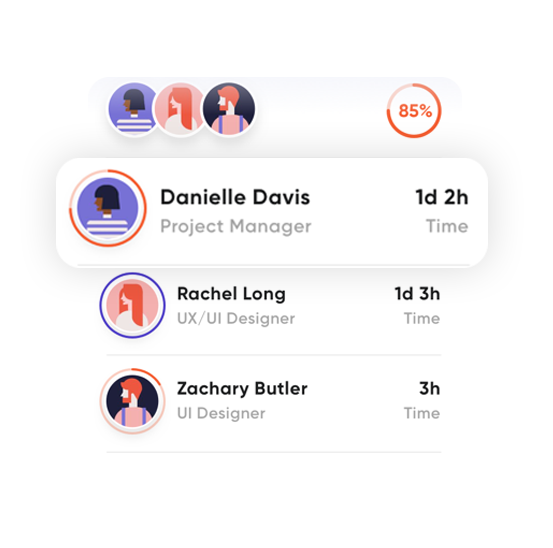 85%
Danielle Davis 1d 2h
Project Manager Time
Rachel Long 1d 3h
UX/UI Designer Time
Zachary Butler 3h
UI Designer Time